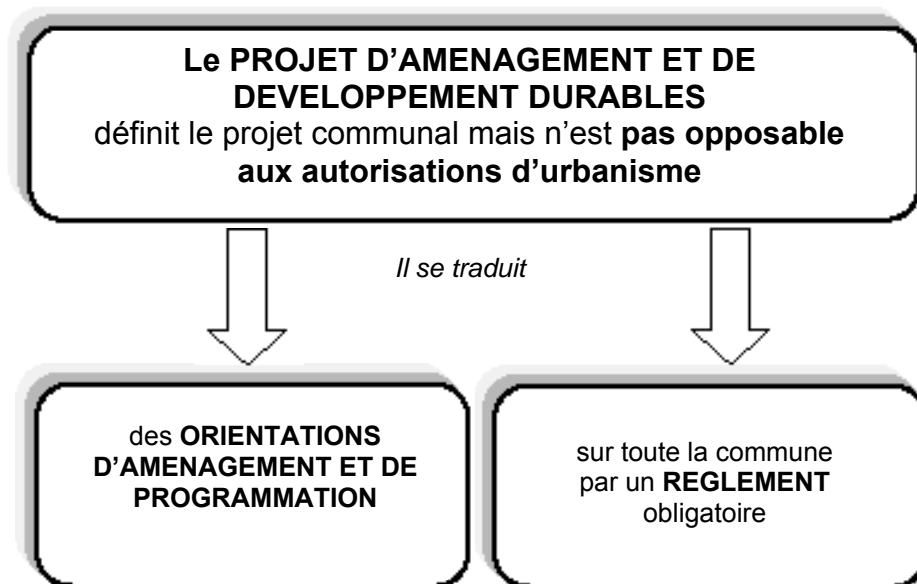 Le PROJET D’AMENAGEMENT ET DE
DEVELOPPEMENT DURABLES
définit le projet communal mais n’est pas opposable
aux autorisations d’urbanisme
Il se traduit
des ORIENTATIONS
D’AMENAGEMENT ET DE
PROGRAMMATION
sur toute la commune
par un REGLEMENT
obligatoire